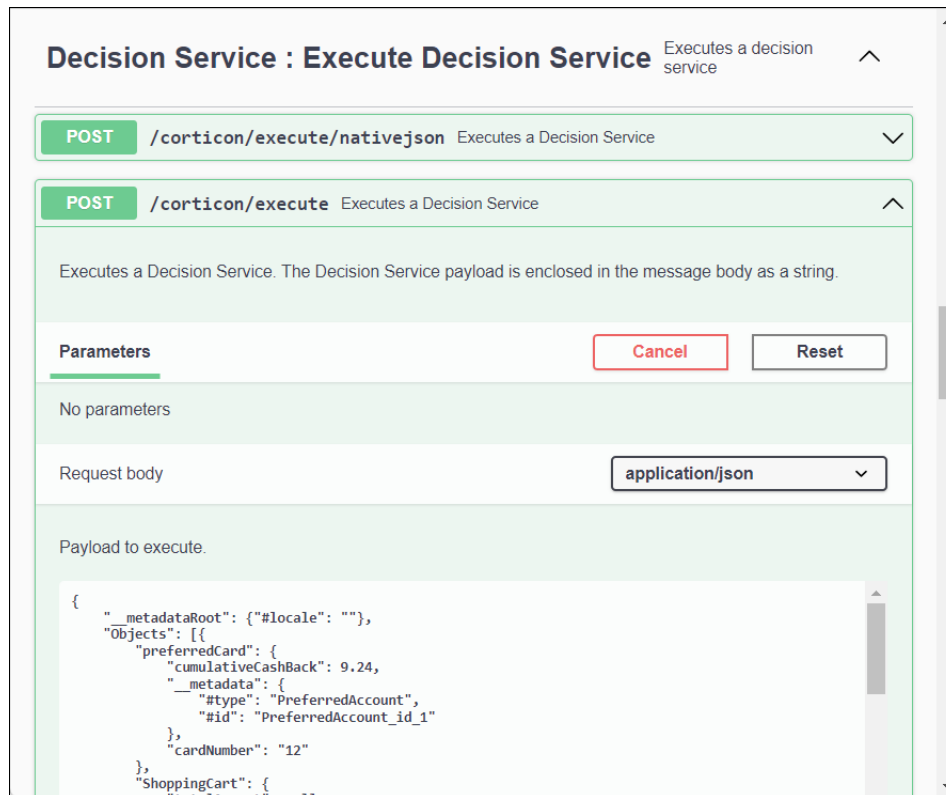 Decision Service : Execute Decision Service Executes a decision service
POST /corticon/execute/nativejson Executes a Decision Service
POST /corticon/execute Executes a Decision Service
Executes a Decision Service. The Decision Service payload is enclosed in the message body as a string.
Parameters Cancel Reset
No parameters
Request body application/json
Payload to execute.
{
    "__metadataRoot": {"#locale": ""},
    "Objects": [{
        "preferredCard": {
            "cumulativeCashBack": 9.24,
            "__metadata": {
                "#type": "PreferredAccount",
                "#id": "PreferredAccount_id_1"
            },
            "cardNumber": "12"
        },
        "ShoppingCart": {